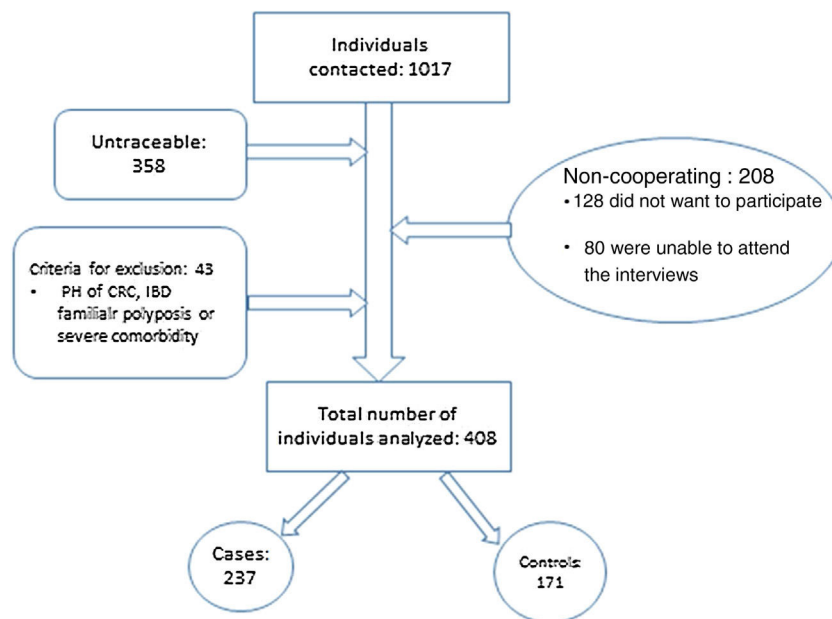 Individuals
contacted: 1017
Untraceable:
358
Non-cooperating : 208
• 128 did not want to participate
• 80 were unable to attend
the interviews
Criteria for exclusion: 43
• PH of CRC, IBD
familialr polyposis or
severe comorbidity
Total number of
individuals analyzed: 408
Cases:
237
Controls:
171